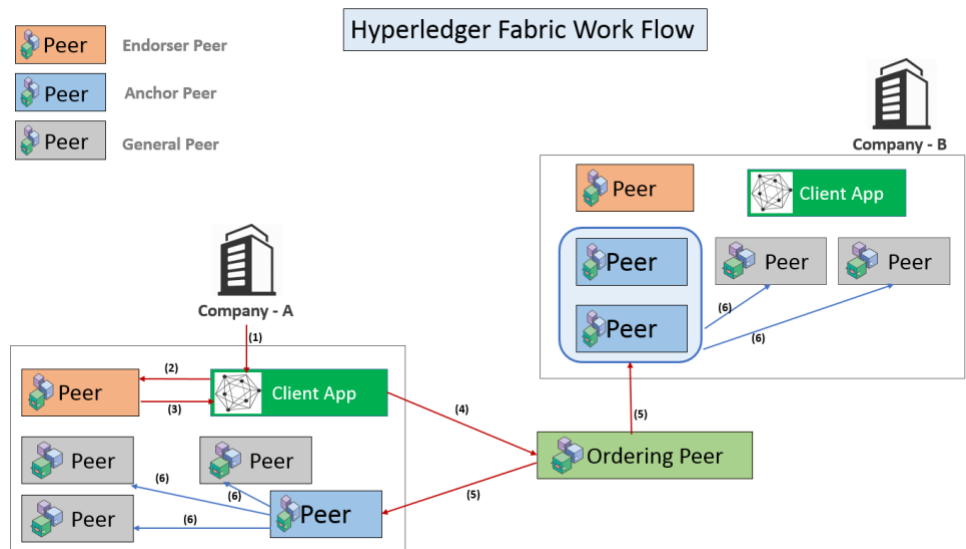 Hyperledger Fabric Work Flow
Peer Endorser Peer
Peer Anchor Peer
Peer General Peer
Company - B
Peer
Client App
Peer
Peer
Peer
Peer
(6)
(6)
Company - A
(1)
(2)
Peer
Client App
(3)
(4)
(5)
Ordering Peer
Peer
Peer
(6)
(6)
(5)
Peer
Peer
(6)